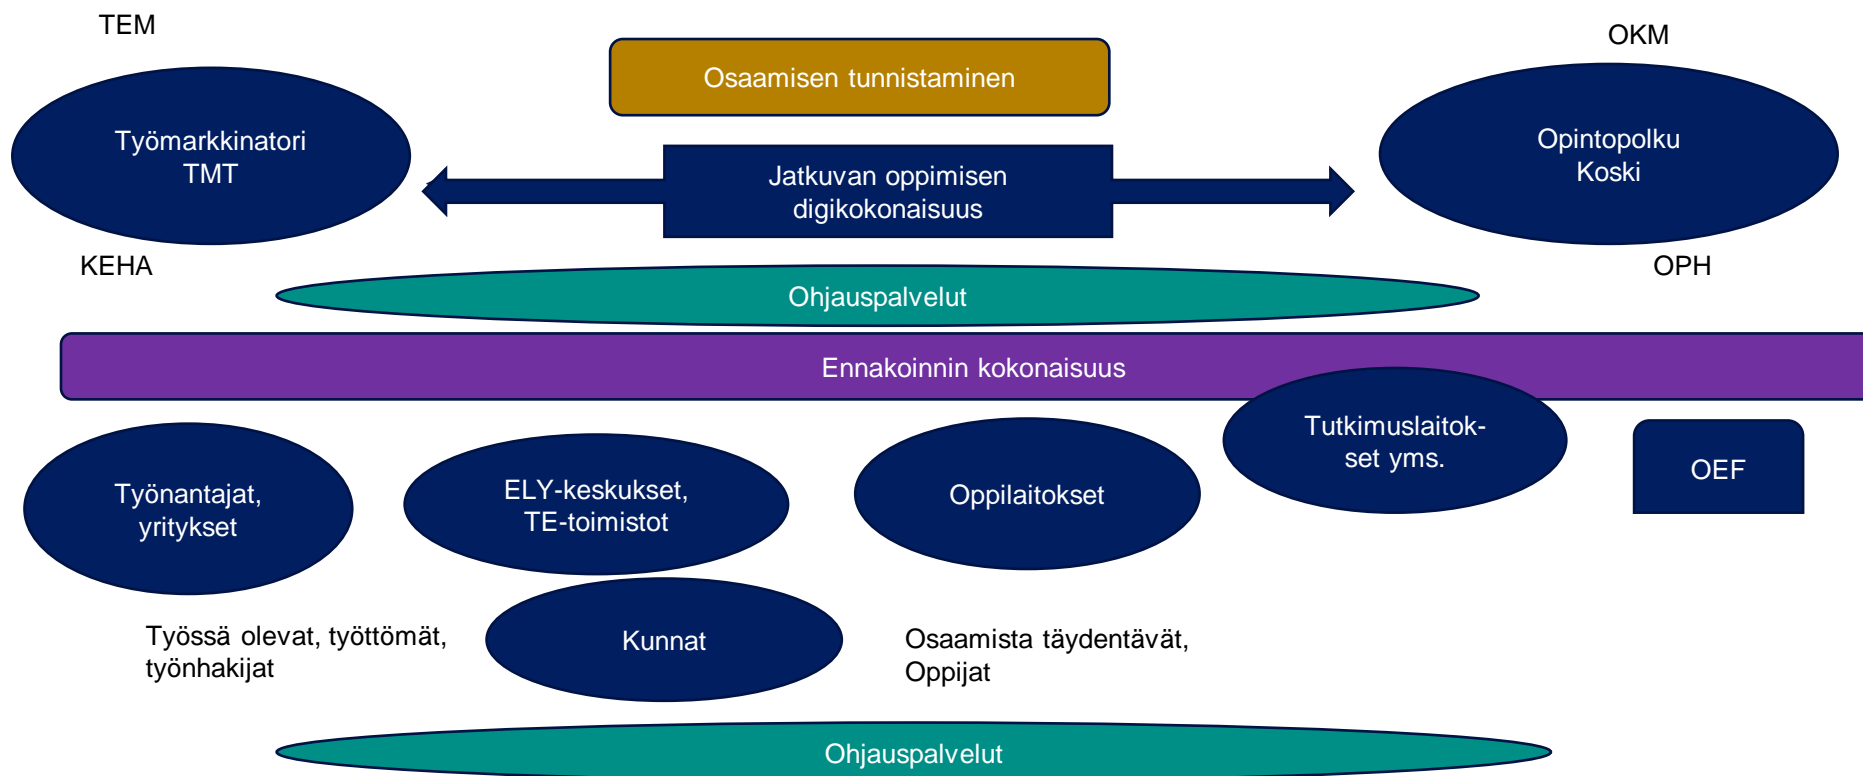 TEM
OKM
Osaamisen tunnistaminen
Työmarkkinatori
TMT
Opintopolku
Koski
Jatkuvan oppimisen
digikokonaisuus
KEHA
OPH
Ohjauspalvelut
Ennakoinnin kokonaisuus
Työnantajat,
yritykset
ELY-keskukset,
TE-toimistot
Oppilaitokset
Tutkimuslaitok-
set yms.
OEF
Työssä olevat, työttömät,
työnhakijat
Kunnat
Osaamista täydentävät,
Oppijat
Ohjauspalvelut